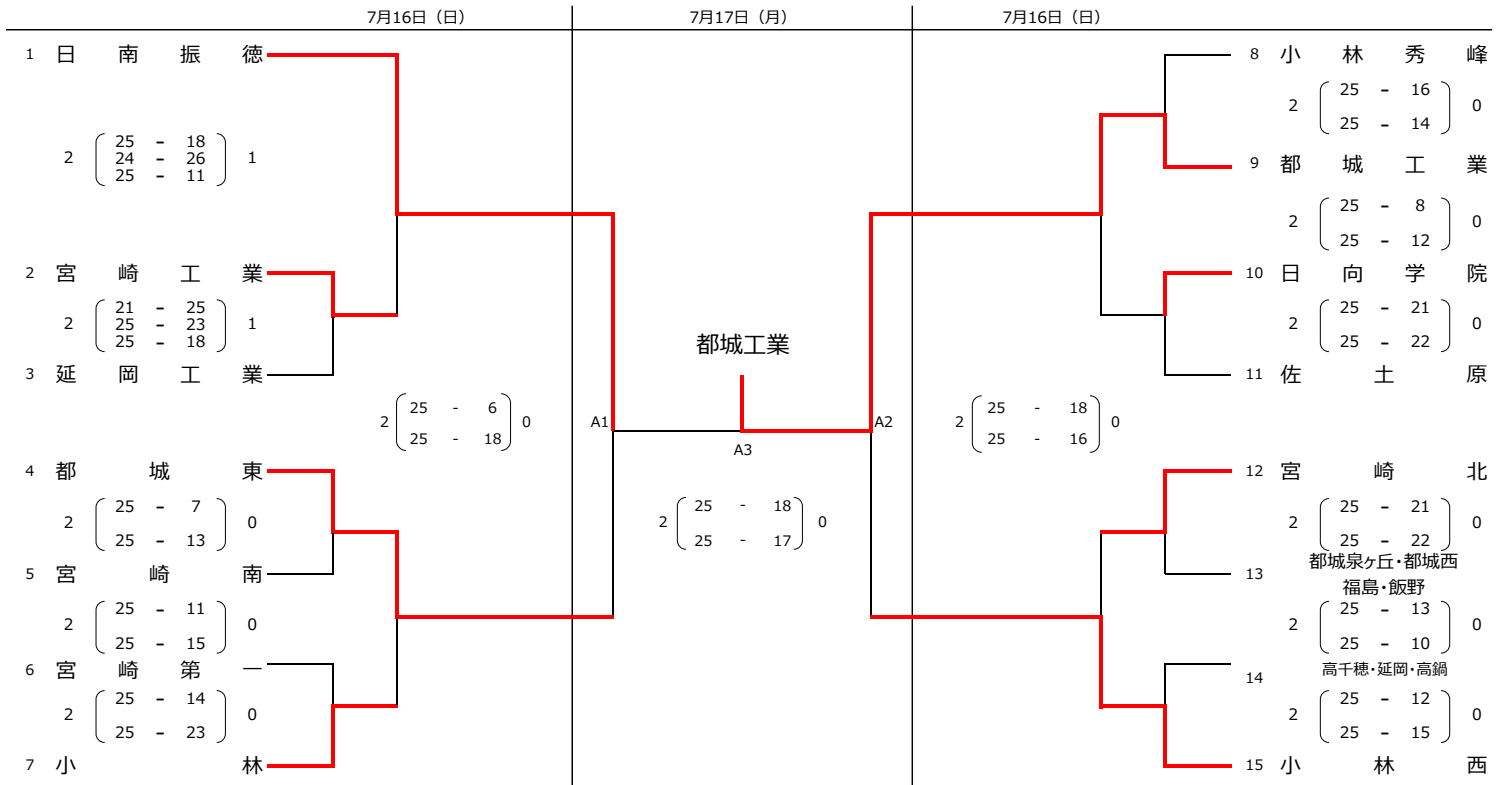 7月16日（日） 7月17日（月） 7月16日（日）
1 日南振徳
2 25 - 18 1
24 - 26
25 - 11
2 宮崎工業
21 - 25
2 25 - 23 1
25 - 18
3 延岡工業
2 25 - 6 0
25 - 18
4 都城東
2 25 - 7 0
25 - 13
5 宮崎南
2 25 - 11 0
25 - 15
6 宮崎第一
2 25 - 14 0
25 - 23
7 小林
都城工業
A1
A2
A3
2 25 - 18 0
25 - 17
8 小林秀峰
2 25 - 16 0
25 - 14
9 都城工業
2 25 - 8 0
25 - 12
10 日向学院
2 25 - 21 0
25 - 22
11 佐土原
2 25 - 18 0
25 - 16
12 宮崎北
2 25 - 21 0
25 - 22
13 都城泉ヶ丘・都城西
福島・飯野
2 25 - 13 0
25 - 10
14 高千穂・延岡・高鍋
2 25 - 12 0
25 - 15
15 小林西